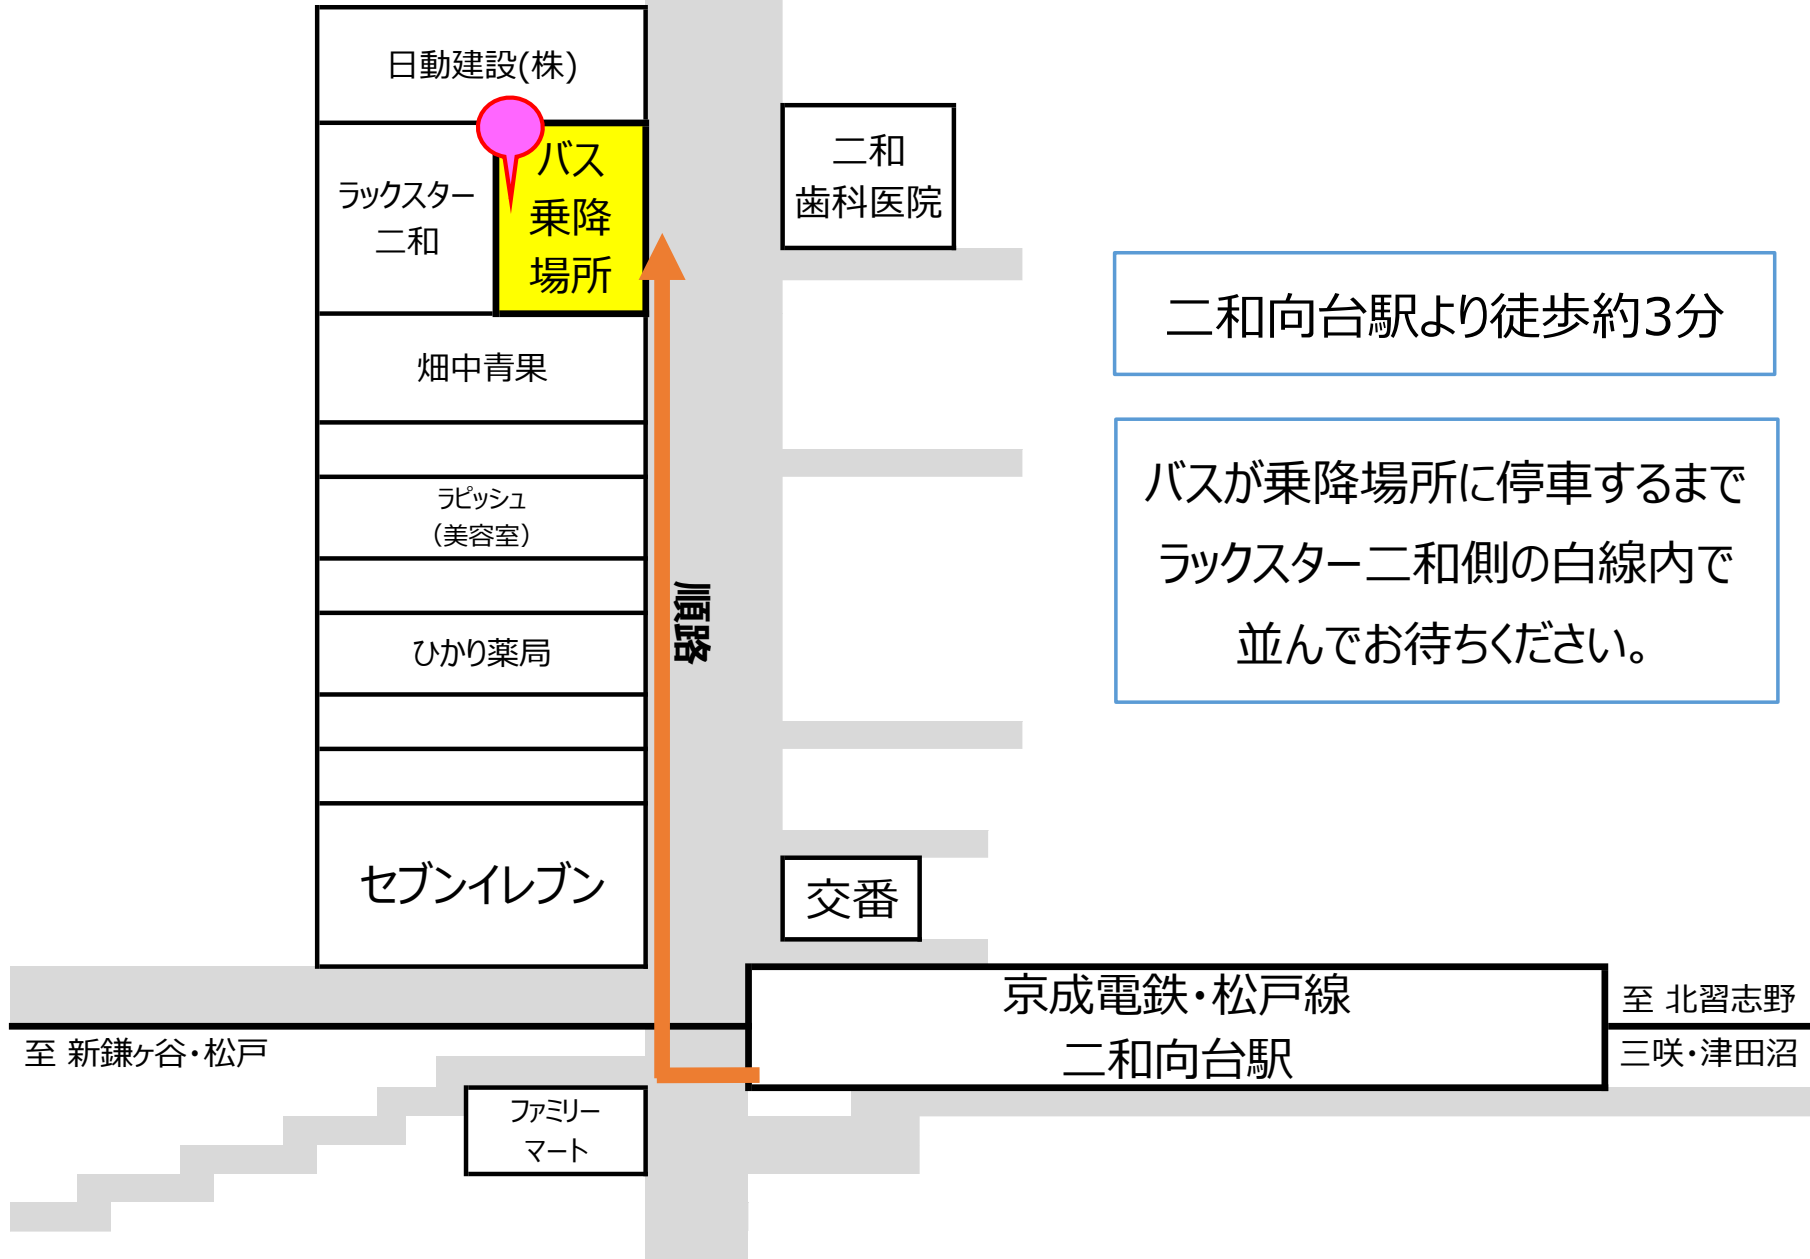 日動建設(株)
ラックスター
二和
バス
乗降
場所
二和
歯科医院
二和向台駅より徒歩約3分
畑中青果
バスが乗降場所に停車するまで
ラックスター二和側の白線内で
並んでお待ちください。
ラピッシュ
（美容室）
順路
ひかり薬局
セブンイレブン
交番
京成電鉄・松戸線
二和向台駅
至 北習志野
三咲・津田沼
至 新鎌ヶ谷・松戸
ファミリー
マート